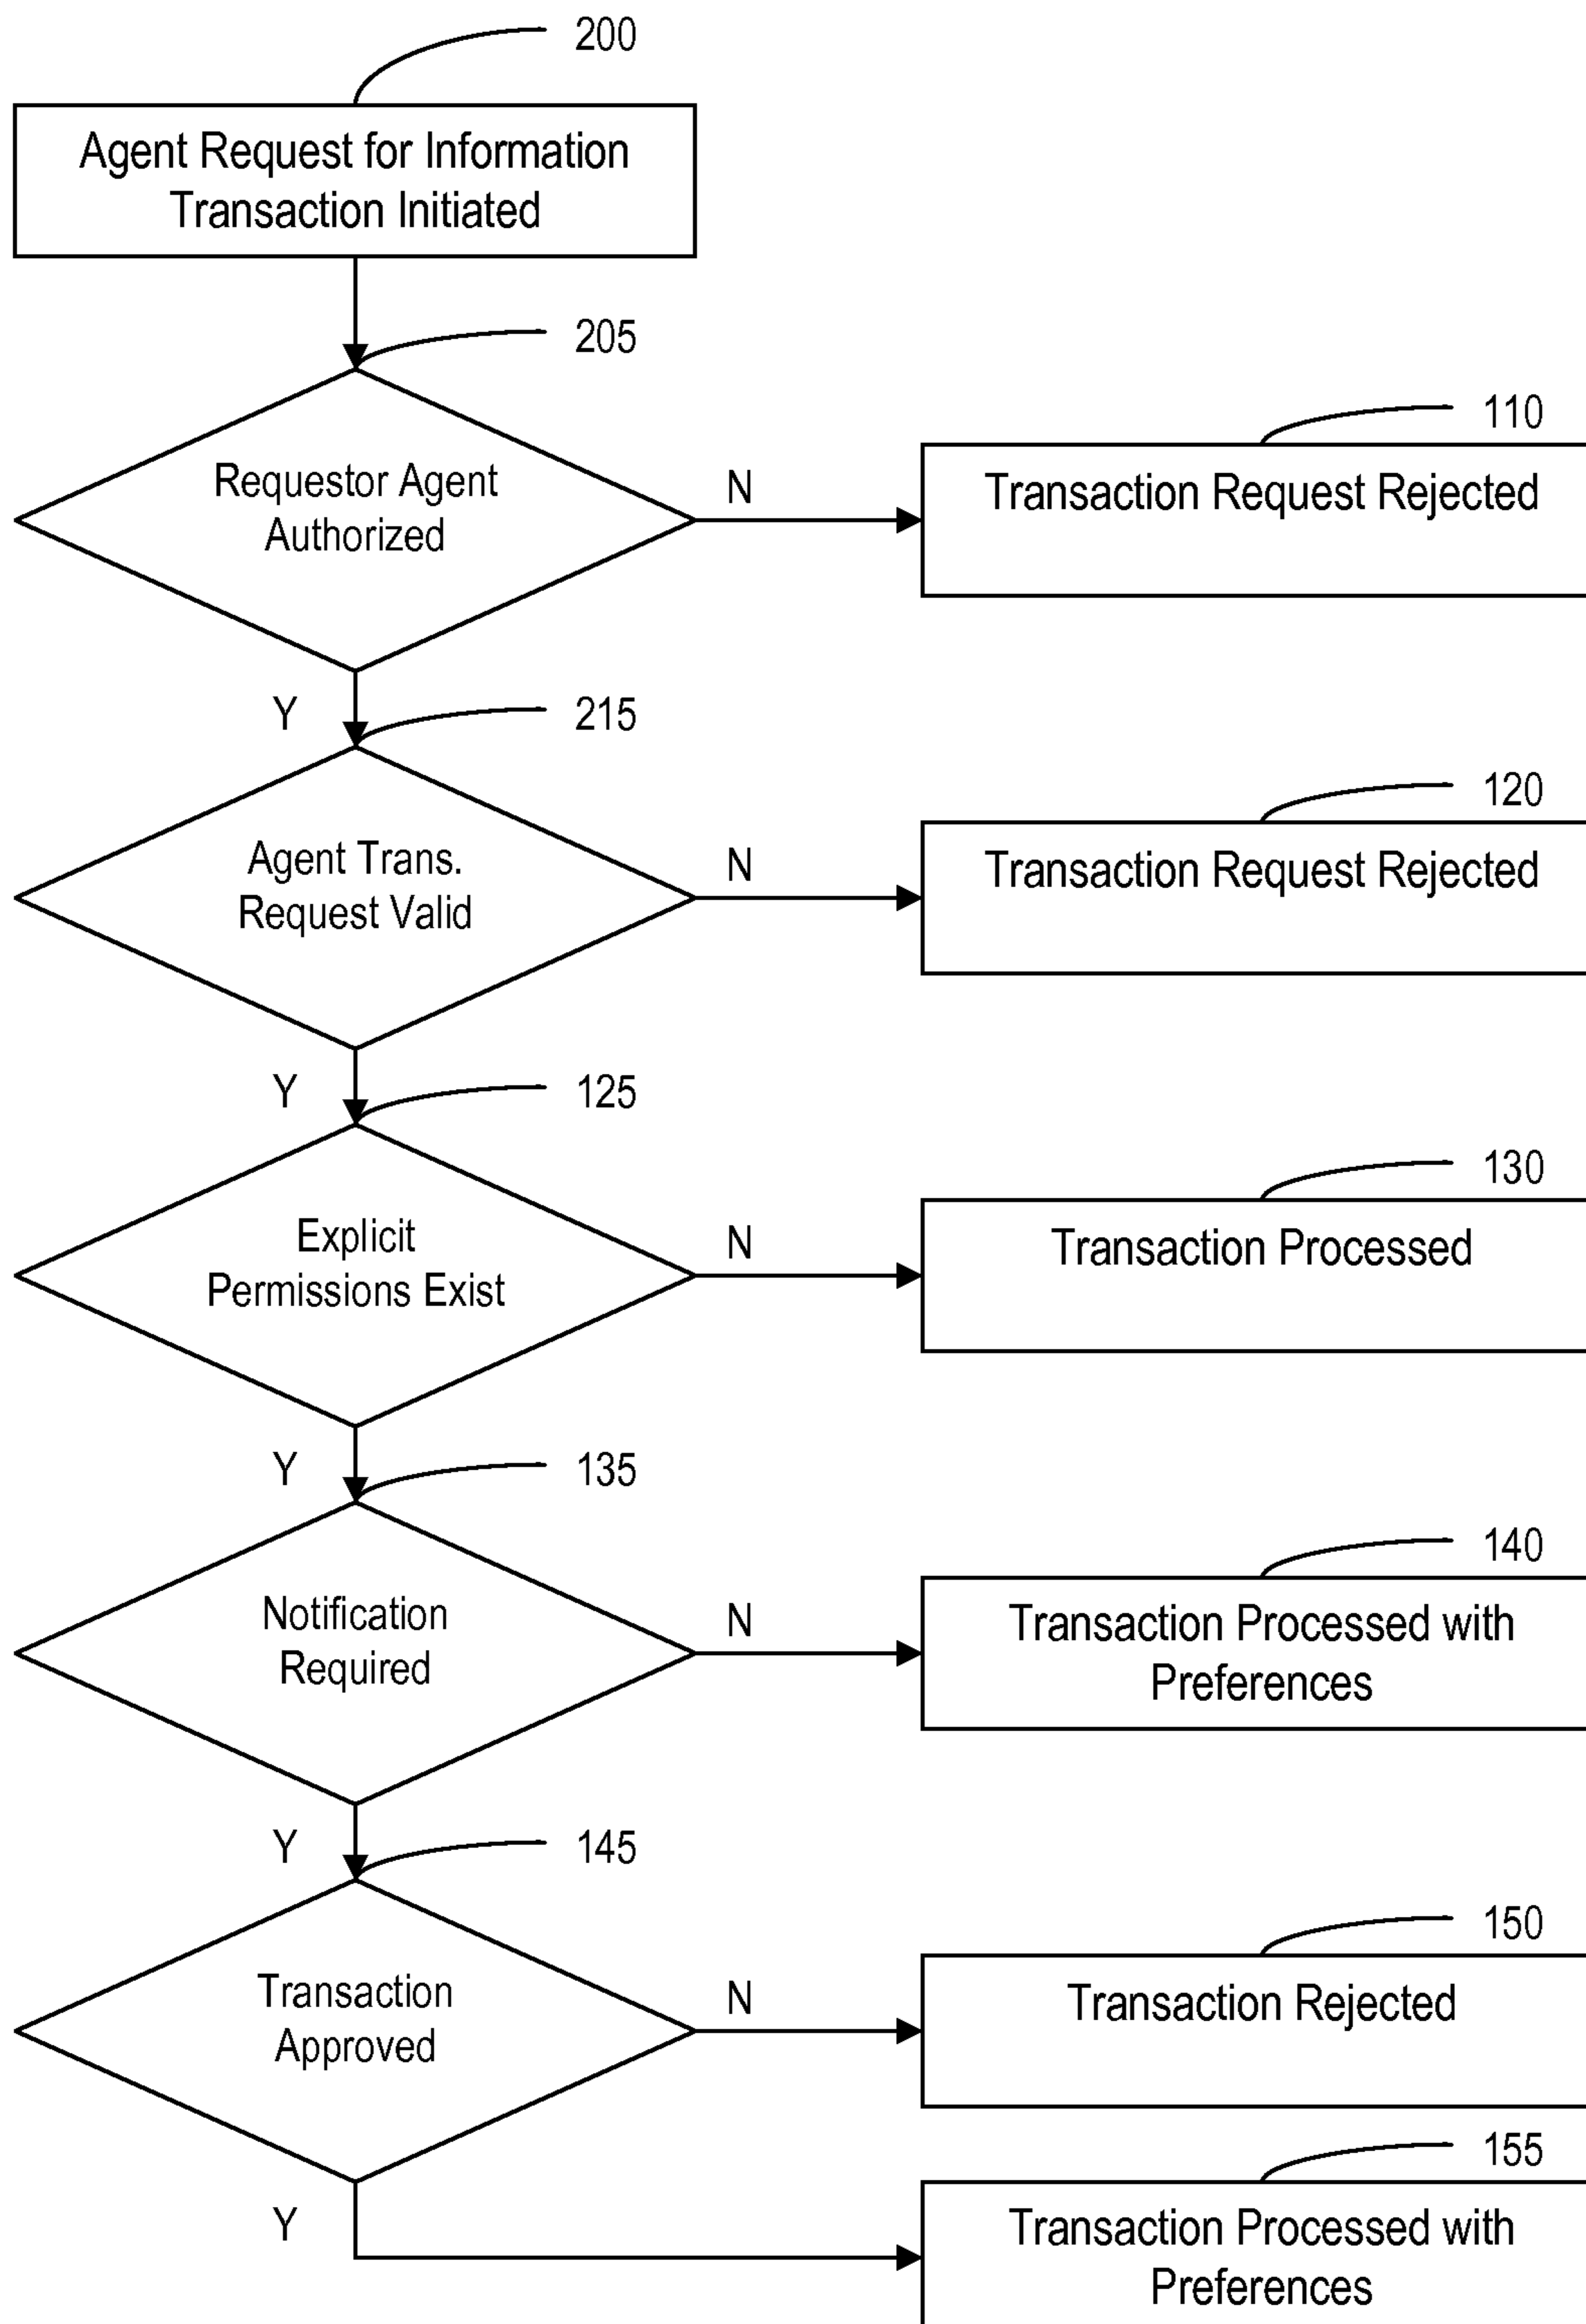 200
Agent Request for Information
Transaction Initiated
205
Requestor Agent
Authorized
N
110
Transaction Request Rejected
Y
215
Agent Trans.
Request Valid
N
120
Transaction Request Rejected
Y
125
Explicit
Permissions Exist
N
130
Transaction Processed
Y
135
Notification
Required
N
140
Transaction Processed with
Preferences
Y
145
Transaction
Approved
N
150
Transaction Rejected
Y
155
Transaction Processed with
Preferences